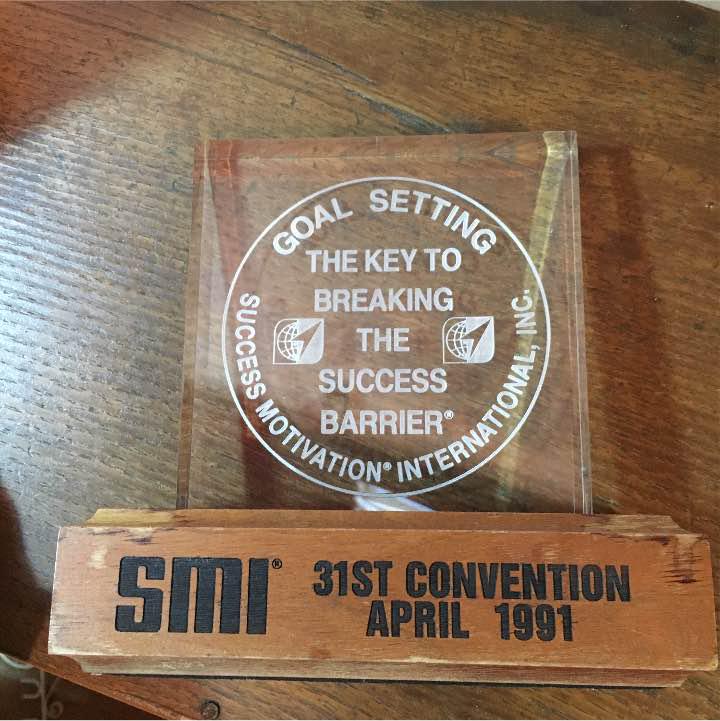 GOAL SETTING
THE KEY TO
BREAKING
THE
SUCCESS
BARRIER®
SUCCESS MOTIVATION® INTERNATIONAL, INC.
SMI® 31ST CONVENTION
APRIL 1991